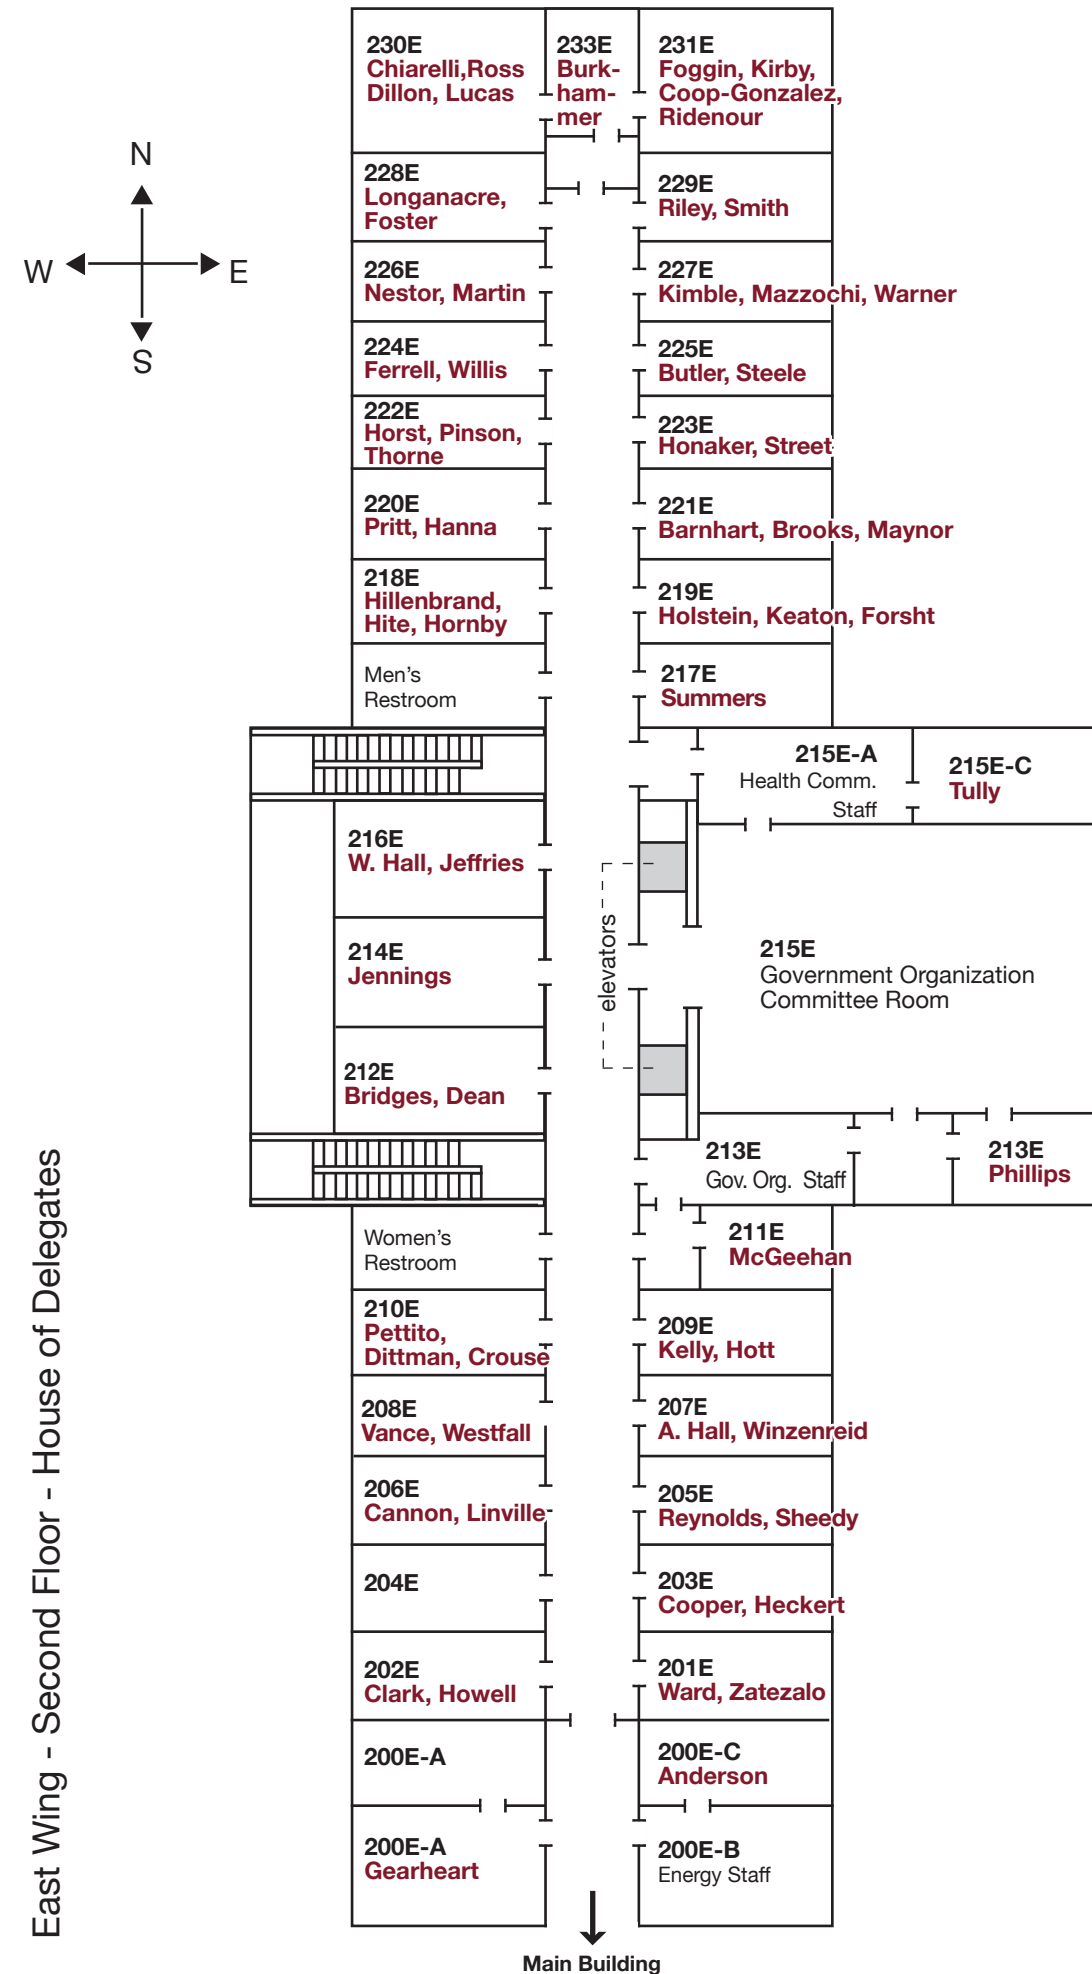 230E
Chiarelli,Ross
Dillon, Lucas
233E
Burk-
ham-
mer
231E
Foggin, Kirby,
Coop-Gonzalez,
Ridenour
N
W
E
S
228E
Longanacre,
Foster
229E
Riley, Smith
226E
Nestor, Martin
227E
Kimble, Mazzochi, Warner
224E
Ferrell, Willis
225E
Butler, Steele
222E
Horst, Pinson,
Thorne
223E
Honaker, Street
220E
Pritt, Hanna
221E
Barnhart, Brooks, Maynor
218E
Hillenbrand,
Hite, Hornby
219E
Holstein, Keaton, Forsht
Men's
Restroom
217E
Summers
215E-A
Health Comm.
Staff
215E-C
Tully
216E
W. Hall, Jeffries
214E
Jennings
elevators
215E
Government Organization
Committee Room
212E
Bridges, Dean
213E
Gov. Org. Staff
213E
Phillips
Women's
Restroom
211E
McGeehan
210E
Pettito,
Dittman, Crouse
209E
Kelly, Hott
208E
Vance, Westfall
207E
A. Hall, Winzenreid
206E
Cannon, Linville
205E
Reynolds, Sheedy
204E
203E
Cooper, Heckert
202E
Clark, Howell
201E
Ward, Zatezalo
200E-A
200E-C
Anderson
200E-A
Gearheart
200E-B
Energy Staff
Main Building
East Wing - Second Floor - House of Delegates